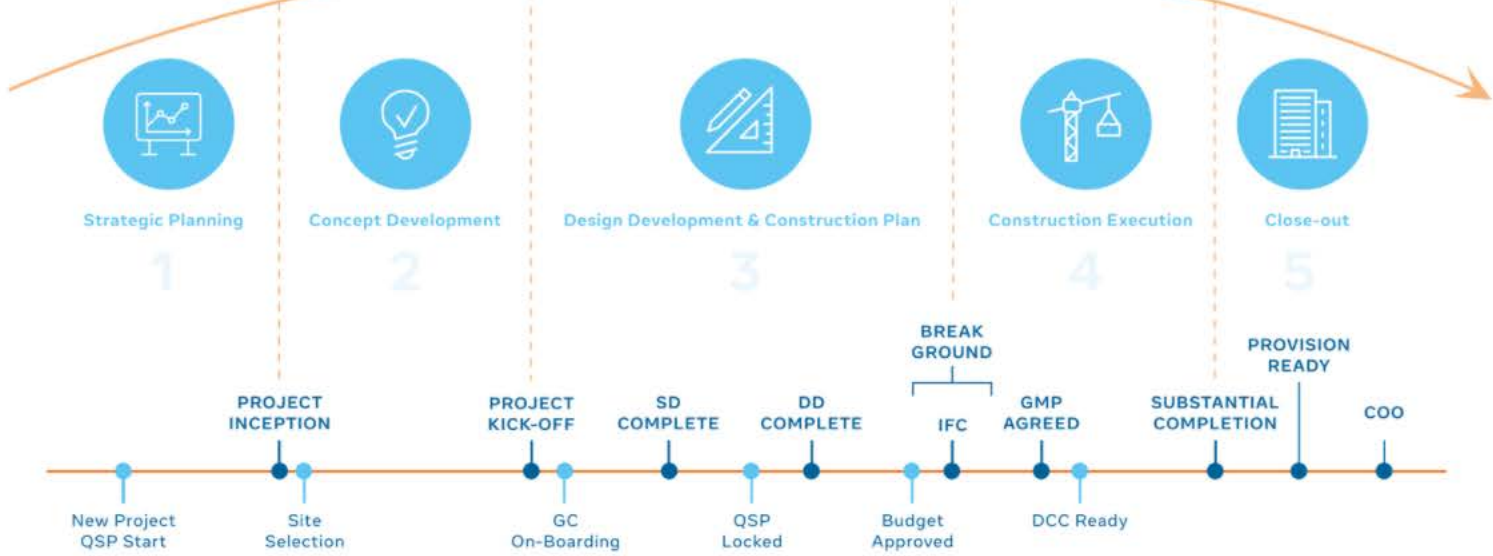 Strategic Planning
Concept Development
Design Development & Construction Plan
Construction Execution
Close-out
1
2
3
4
5
PROJECT
INCEPTION
PROJECT
KICK-OFF
SD
COMPLETE
DD
COMPLETE
BREAK
GROUND
IFC
GMP
AGREED
SUBSTANTIAL
COMPLETION
PROVISION
READY
COO
New Project
QSP Start
Site
Selection
GC
On-Boarding
QSP
Locked
Budget
Approved
DCC Ready